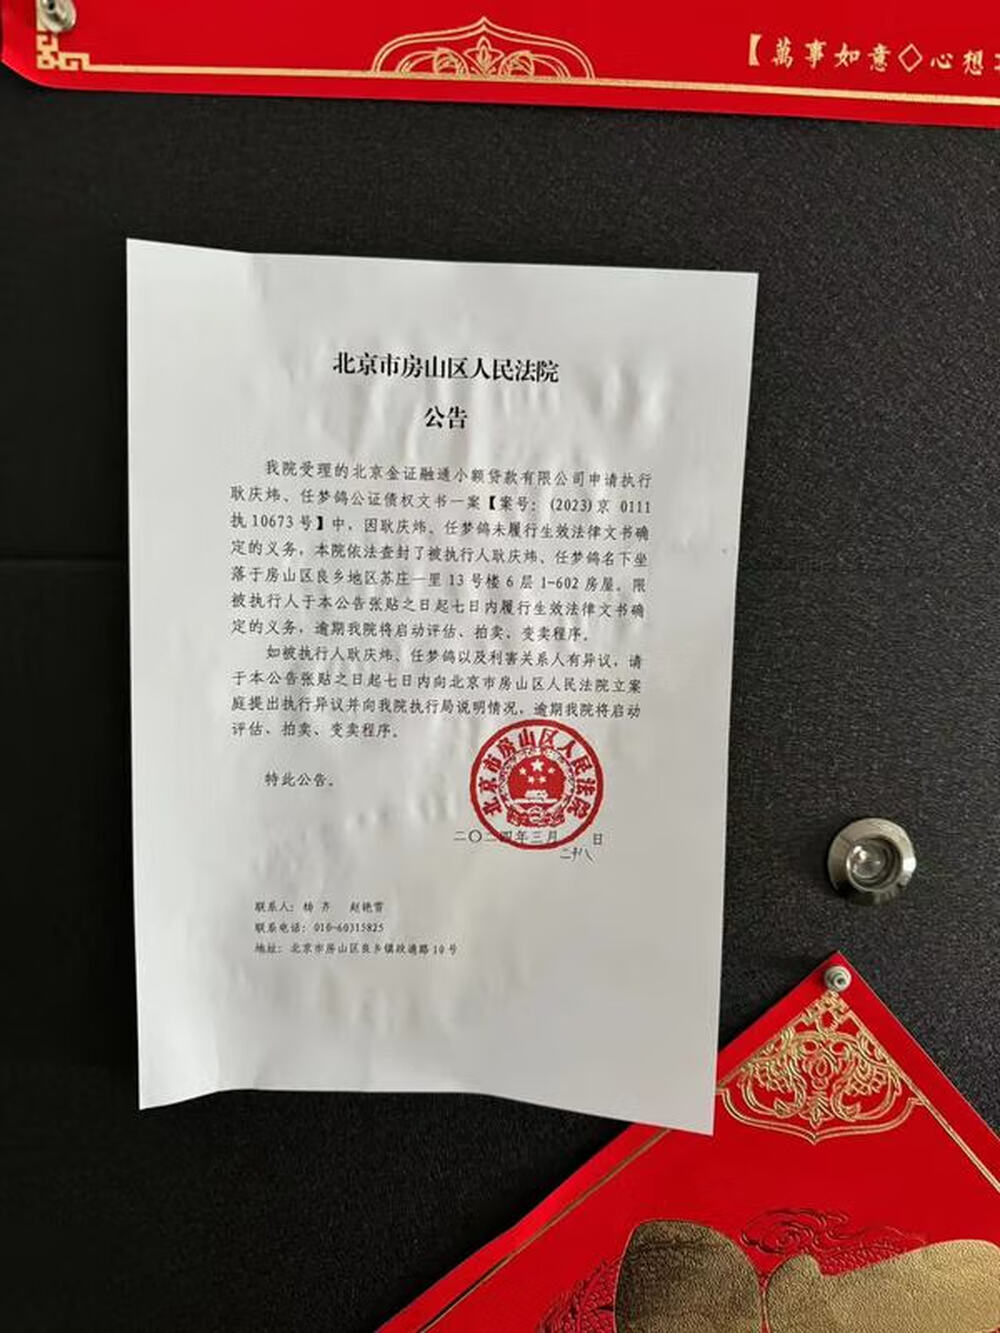 【萬事如意◇心想
北京市房山区人民法院
公告
我院受理的北京金证融通小额贷款有限公司申请执行
耿庆炜、任梦鸽公证债权文书一案【案号：(2023)京 0111
执 10673 号】中，因耿庆炜、任梦鸽未履行生效法律文书确
定的义务，本院依法查封了被执行人耿庆炜、任梦鸽名下坐
落于房山区良乡地区苏庄一里 13 号楼 6 层 1-602 房屋。限
被执行人于本公告张贴之日起七日内履行生效法律文书确
定的义务，逾期我院将启动评估、拍卖、变卖程序。
如被执行人耿庆炜、任梦鸽以及利害关系人有异议，请
于本公告张贴之日起七日内向北京市房山区人民法院立案
庭提出执行异议并向我院执行局说明情况，逾期我院将启动
评估、拍卖、变卖程序。
特此公告。
北京市房山区人民法院
二〇二四年三月 日
二十八
联系人：杨 齐 赵艳雪
联系电话：010-60315825
地址：北京市房山区良乡镇政通路 10 号